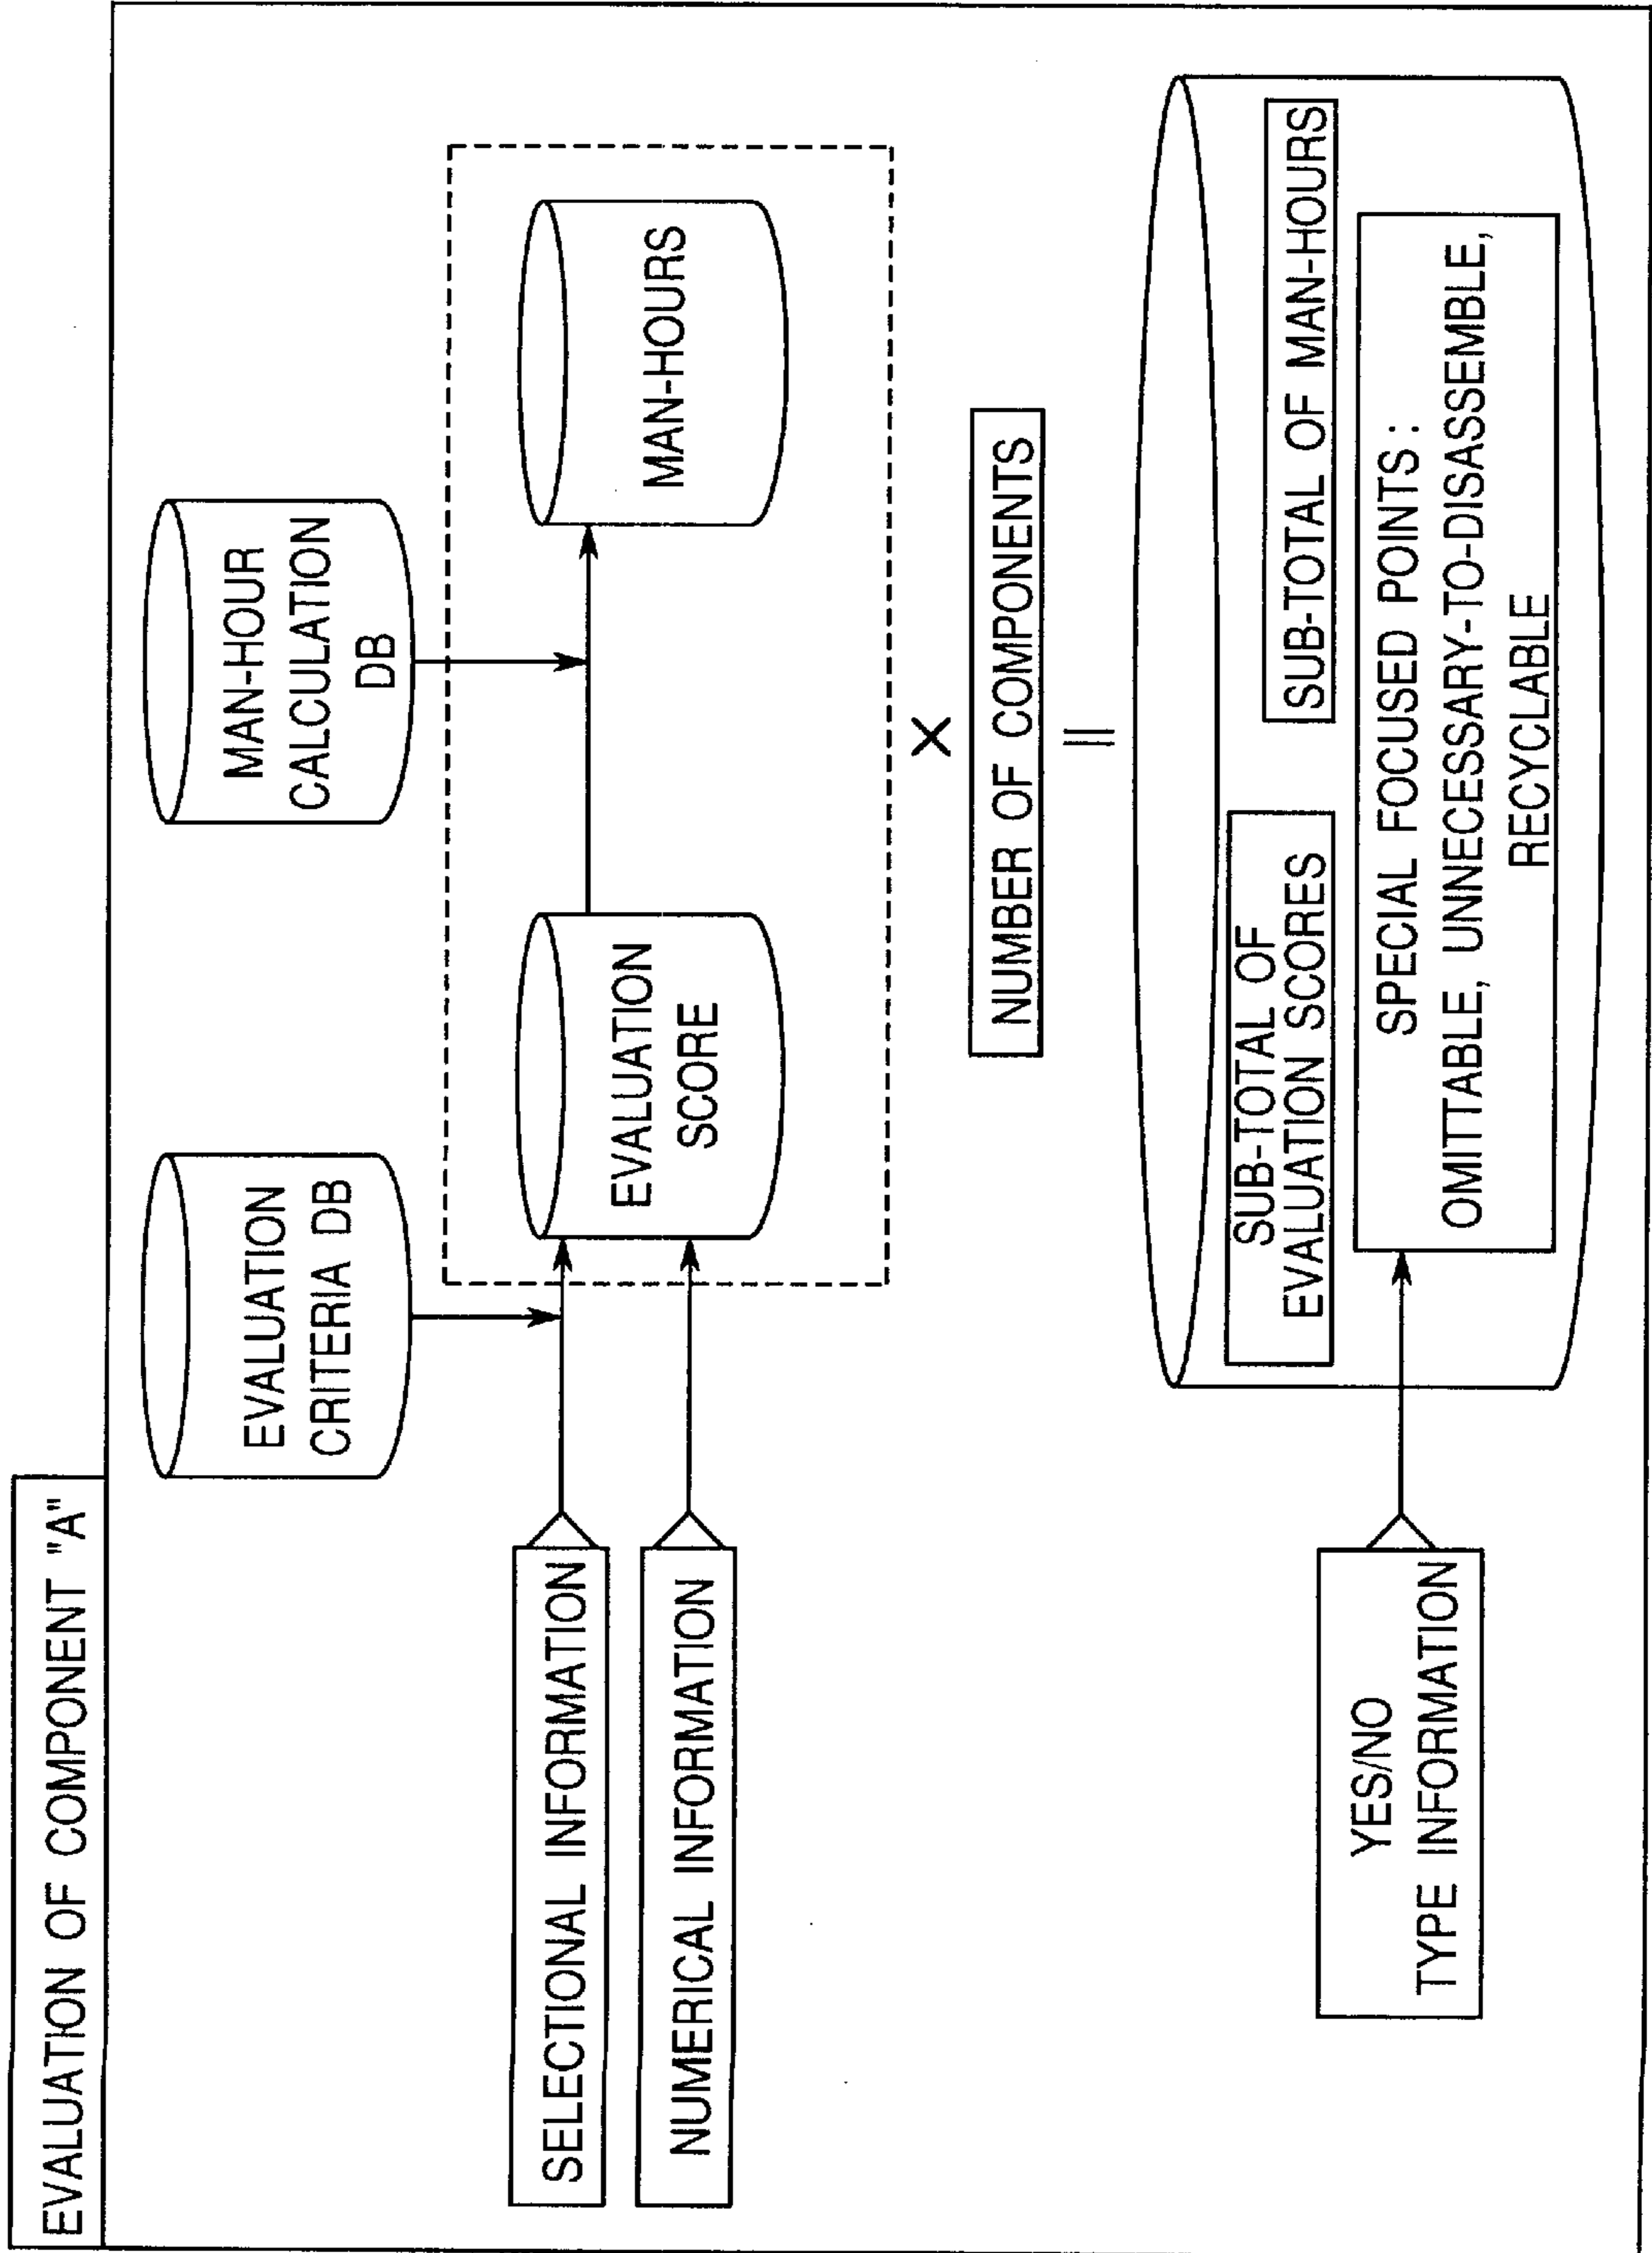 EVALUATION OF COMPONENT "A"
EVALUATION
CRITERIA DB
MAN-HOUR
CALCULATION
DB
SELECTIONAL INFORMATION
NUMERICAL INFORMATION
EVALUATION
SCORE
MAN-HOURS
×
NUMBER OF COMPONENTS
=
SUB-TOTAL OF
EVALUATION SCORES
SUB-TOTAL OF MAN-HOURS
YES/NO
TYPE INFORMATION
SPECIAL FOCUSED POINTS :
OMITTABLE, UNNECESSARY-TO-DISASSEMBLE,
RECYCLABLE